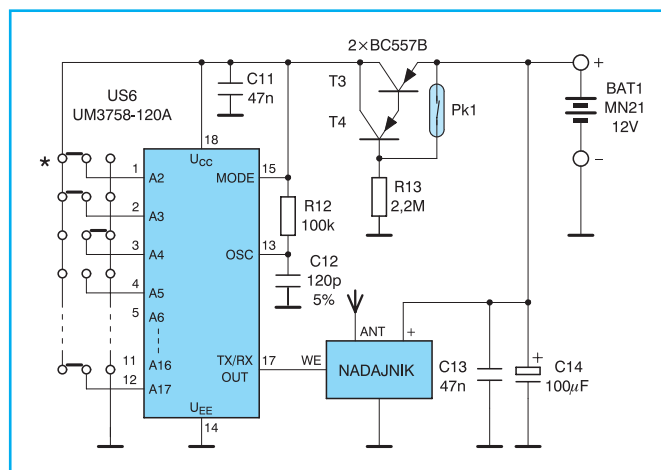 2×BC557B
T3
T4
Pk1
+
BAT1
MN21
12V
−
US6
UM3758-120A
C11
47n
*
18
UCC
MODE 15
R12
100k
R13
2,2M
1 A2
2 A3
3 A4
4 A5
5 A6
11 A16
12 A17
OSC 13
C12
120p
5%
TX/RX
OUT
17
WE
ANT
+
NADAJNIK
C13
47n
+
C14
100µF
UEE
14